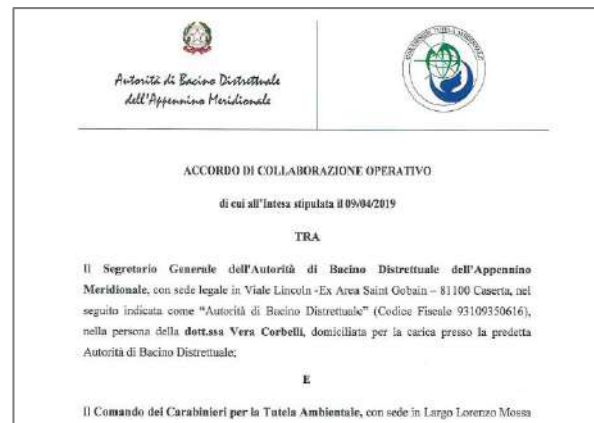 Autorità di Bacino Distrettuale
dell'Appennino Meridionale
ACCORDO DI COLLABORAZIONE OPERATIVO
di cui all'Intesa stipulata il 09/04/2019
TRA
Il Segretario Generale dell'Autorità di Bacino Distrettuale dell'Appennino
Meridionale, con sede legale in Viale Lincoln -Ex Area Saint Gobain – 81100 Caserta, nel
seguito indicata come "Autorità di Bacino Distrettuale" (Codice Fiscale 93109350616),
nella persona della dott.ssa Vera Corbelli, domiciliata per la carica presso la predetta
Autorità di Bacino Distrettuale;
E
Il Comando dei Carabinieri per la Tutela Ambientale, con sede in Largo Lorenzo Mossa